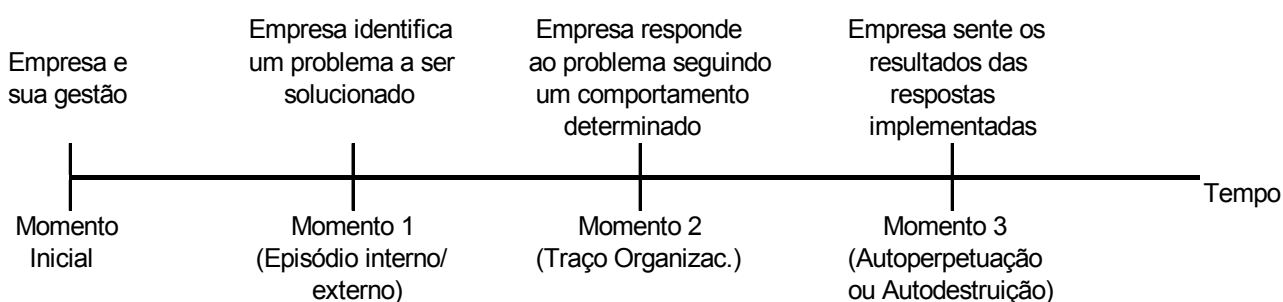 Empresa e
sua gestão
Empresa identifica
um problema a ser
solucionado
Empresa responde
ao problema seguindo
um comportamento
determinado
Empresa sente os
resultados das
respostas
implementadas
Tempo
Momento
Inicial
Momento 1
(Episódio interno/
externo)
Momento 2
(Traço Organizac.)
Momento 3
(Autoperpetuação
ou Autodestruição)